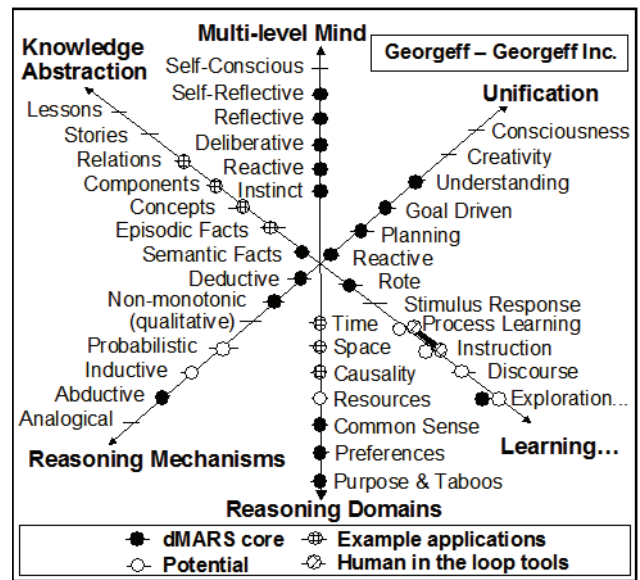 Multi-level Mind
Georgeff – Georgeff Inc.
Knowledge
Abstraction
Self-Conscious
Self-Reflective
Reflective
Deliberative
Reactive
Instinct
Unification
Consciousness
Creativity
Understanding
Goal Driven
Planning
Reactive
Lessons
Stories
Relations
Components
Concepts
Episodic Facts
Semantic Facts
Deductive
Non-monotonic
(qualitative)
Probabilistic
Inductive
Abductive
Analogical
Reasoning Mechanisms
Rote
Stimulus Response
Process Learning
Instruction
Discourse
Exploration...
Learning...
Time
Space
Causality
Resources
Common Sense
Preferences
Purpose & Taboos
Reasoning Domains
dMARS core
Example applications
Potential
Human in the loop tools